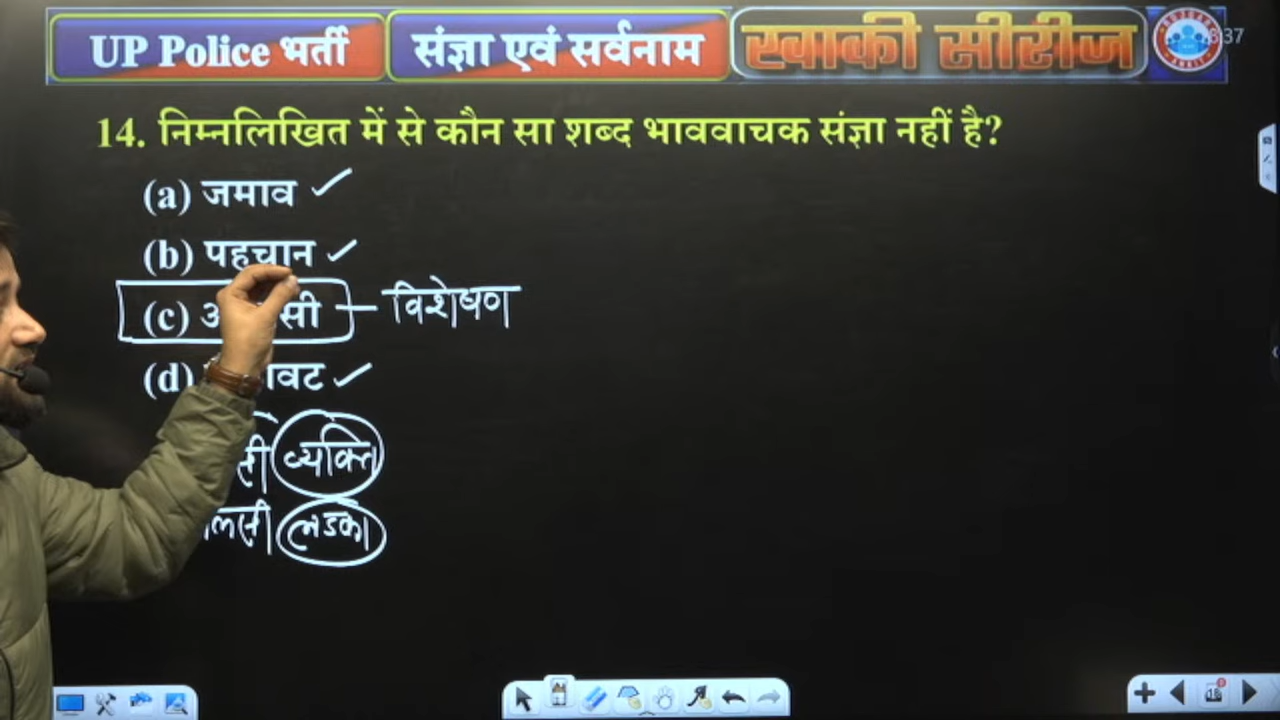 UP Police भर्ती संज्ञा एवं सर्वनाम खाकी सीरीज
14. निम्नलिखित में से कौन सा शब्द भाववाचक संज्ञा नहीं है?
(a) जमाव
(b) पहचान
(c) विशेषण
(d)
व्यक्ति
लड़का